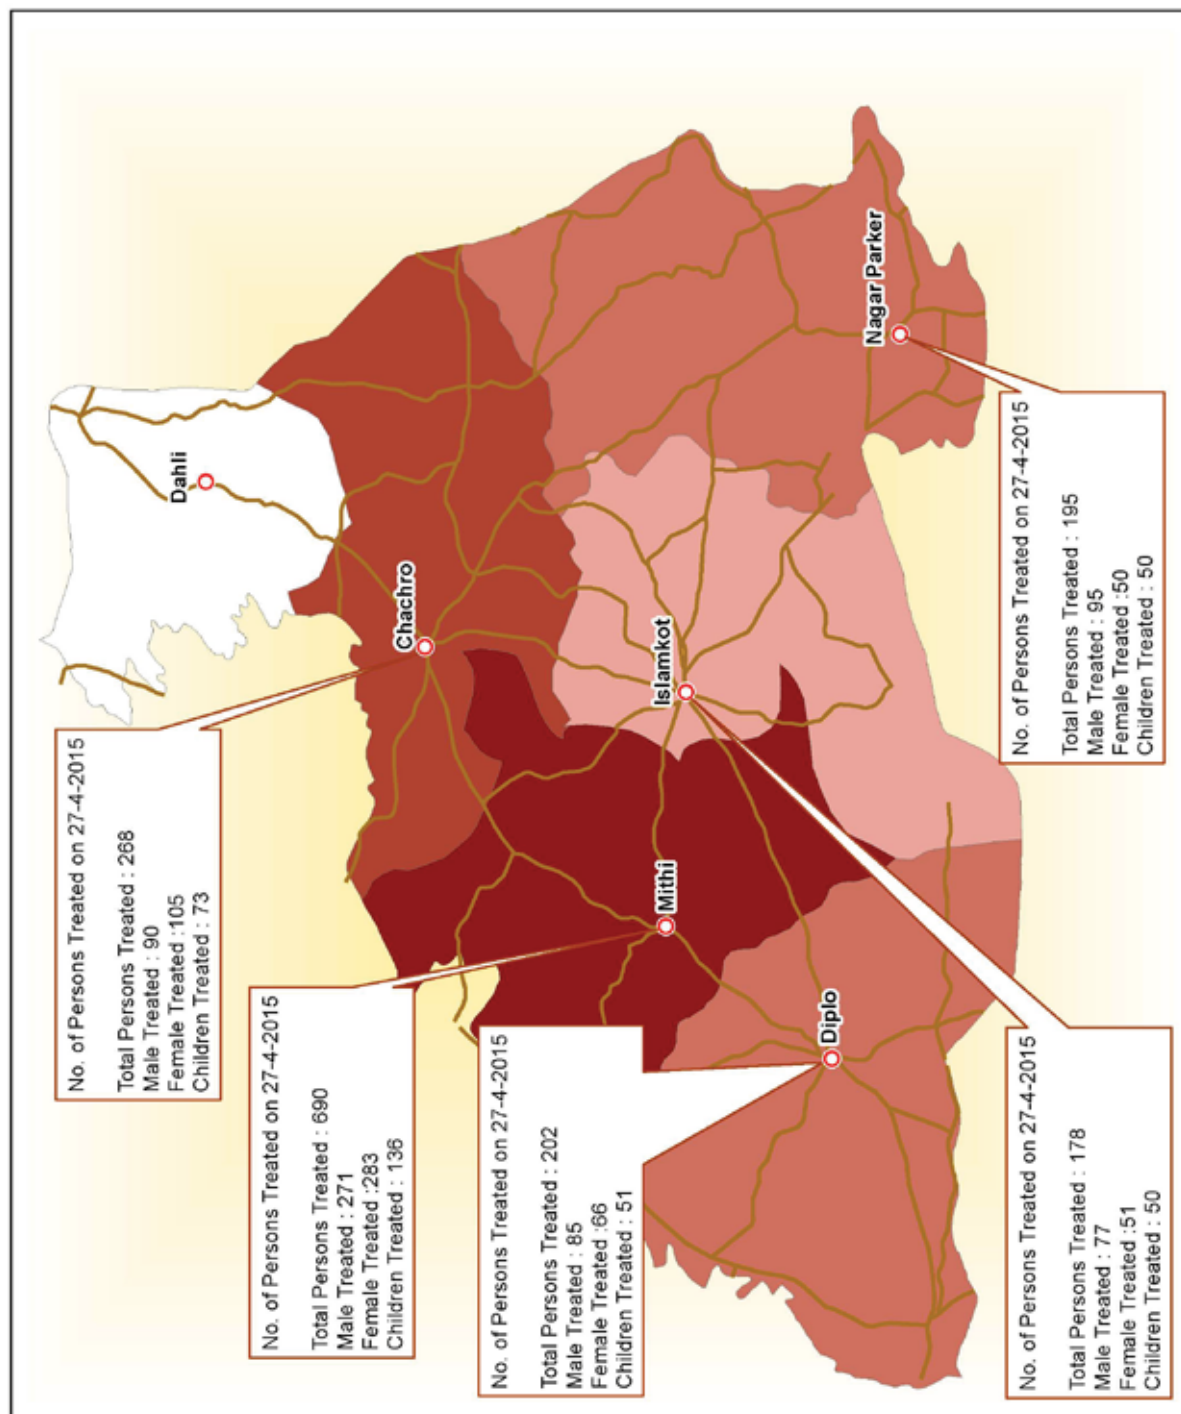 No. of Persons Treated on 27-4-2015
Total Persons Treated : 268
Male Treated : 90
Female Treated :105
Children Treated : 73
Dahli
Chachro
No. of Persons Treated on 27-4-2015
Total Persons Treated : 690
Male Treated : 271
Female Treated :283
Children Treated : 136
Mithi
Islamkot
No. of Persons Treated on 27-4-2015
Total Persons Treated : 202
Male Treated : 85
Female Treated :66
Children Treated : 51
Diplo
Nagar Parker
No. of Persons Treated on 27-4-2015
Total Persons Treated : 178
Male Treated : 77
Female Treated :51
Children Treated : 50
No. of Persons Treated on 27-4-2015
Total Persons Treated : 195
Male Treated : 95
Female Treated :50
Children Treated : 50